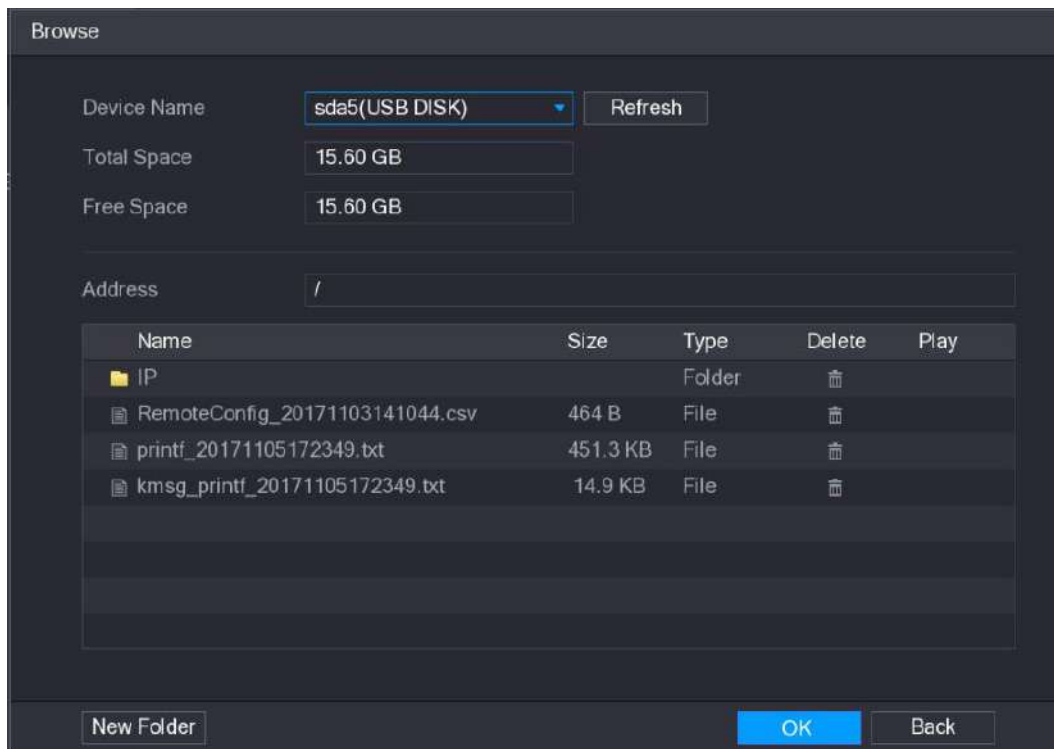 Browse
Device Name sda5(USB DISK) Refresh
Total Space 15.60 GB
Free Space 15.60 GB
Address /
Name Size Type Delete Play
IP Folder
RemoteConfig_20171103141044.csv 464 B File
printf_20171105172349.txt 451.3 KB File
kmsg_printf_20171105172349.txt 14.9 KB File
New Folder OK Back